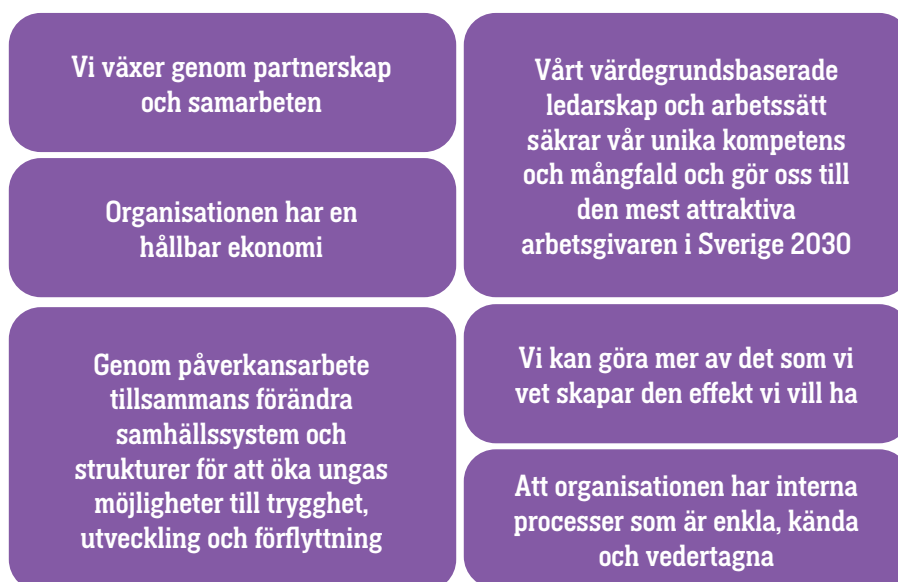 Vi växer genom partnerskap
och samarbeten
Organisationen har en
hållbar ekonomi
Genom påverkansarbete
tillsammans förändra
samhällssystem och
strukturer för att öka ungas
möjligheter till trygghet,
utveckling och förflyttning
Vårt värdegrundsbaserade
ledarskap och arbetssätt
säkrar vår unika kompetens
och mångfald och gör oss till
den mest attraktiva
arbetsgivaren i Sverige 2030
Vi kan göra mer av det som vi
vet skapar den effekt vi vill ha
Att organisationen har interna
processer som är enkla, kända
och vedertagna